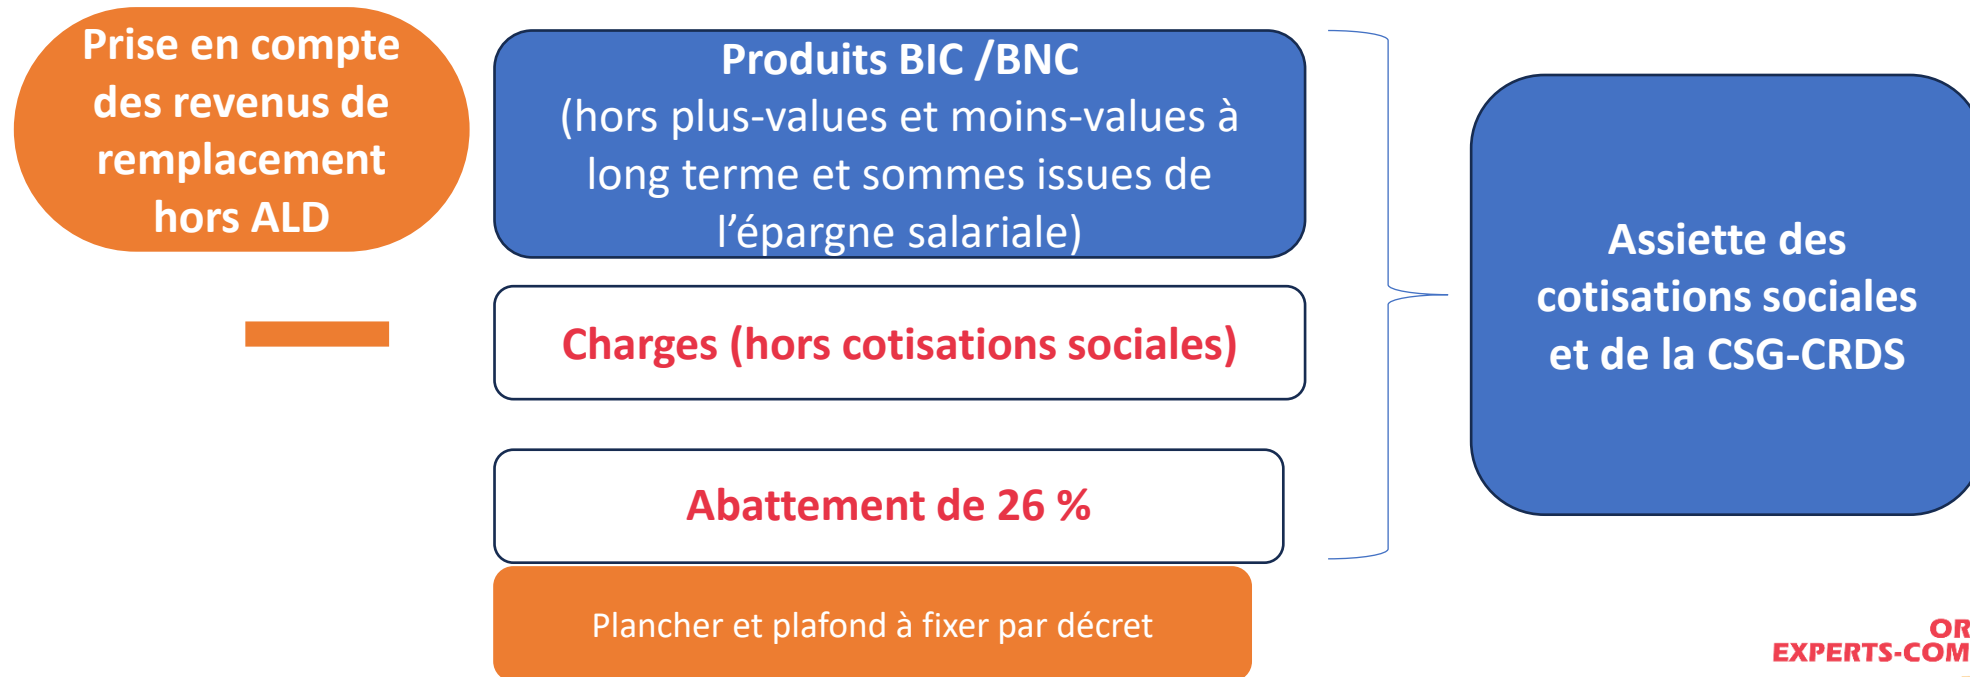 Prise en compte
des revenus de
remplacement
hors ALD
Produits BIC /BNC
(hors plus-values et moins-values à
long terme et sommes issues de
l'épargne salariale)
Charges (hors cotisations sociales)
Abattement de 26 %
Plancher et plafond à fixer par décret
Assiette des
cotisations sociales
et de la CSG-CRDS
OR
EXPERTS-COM